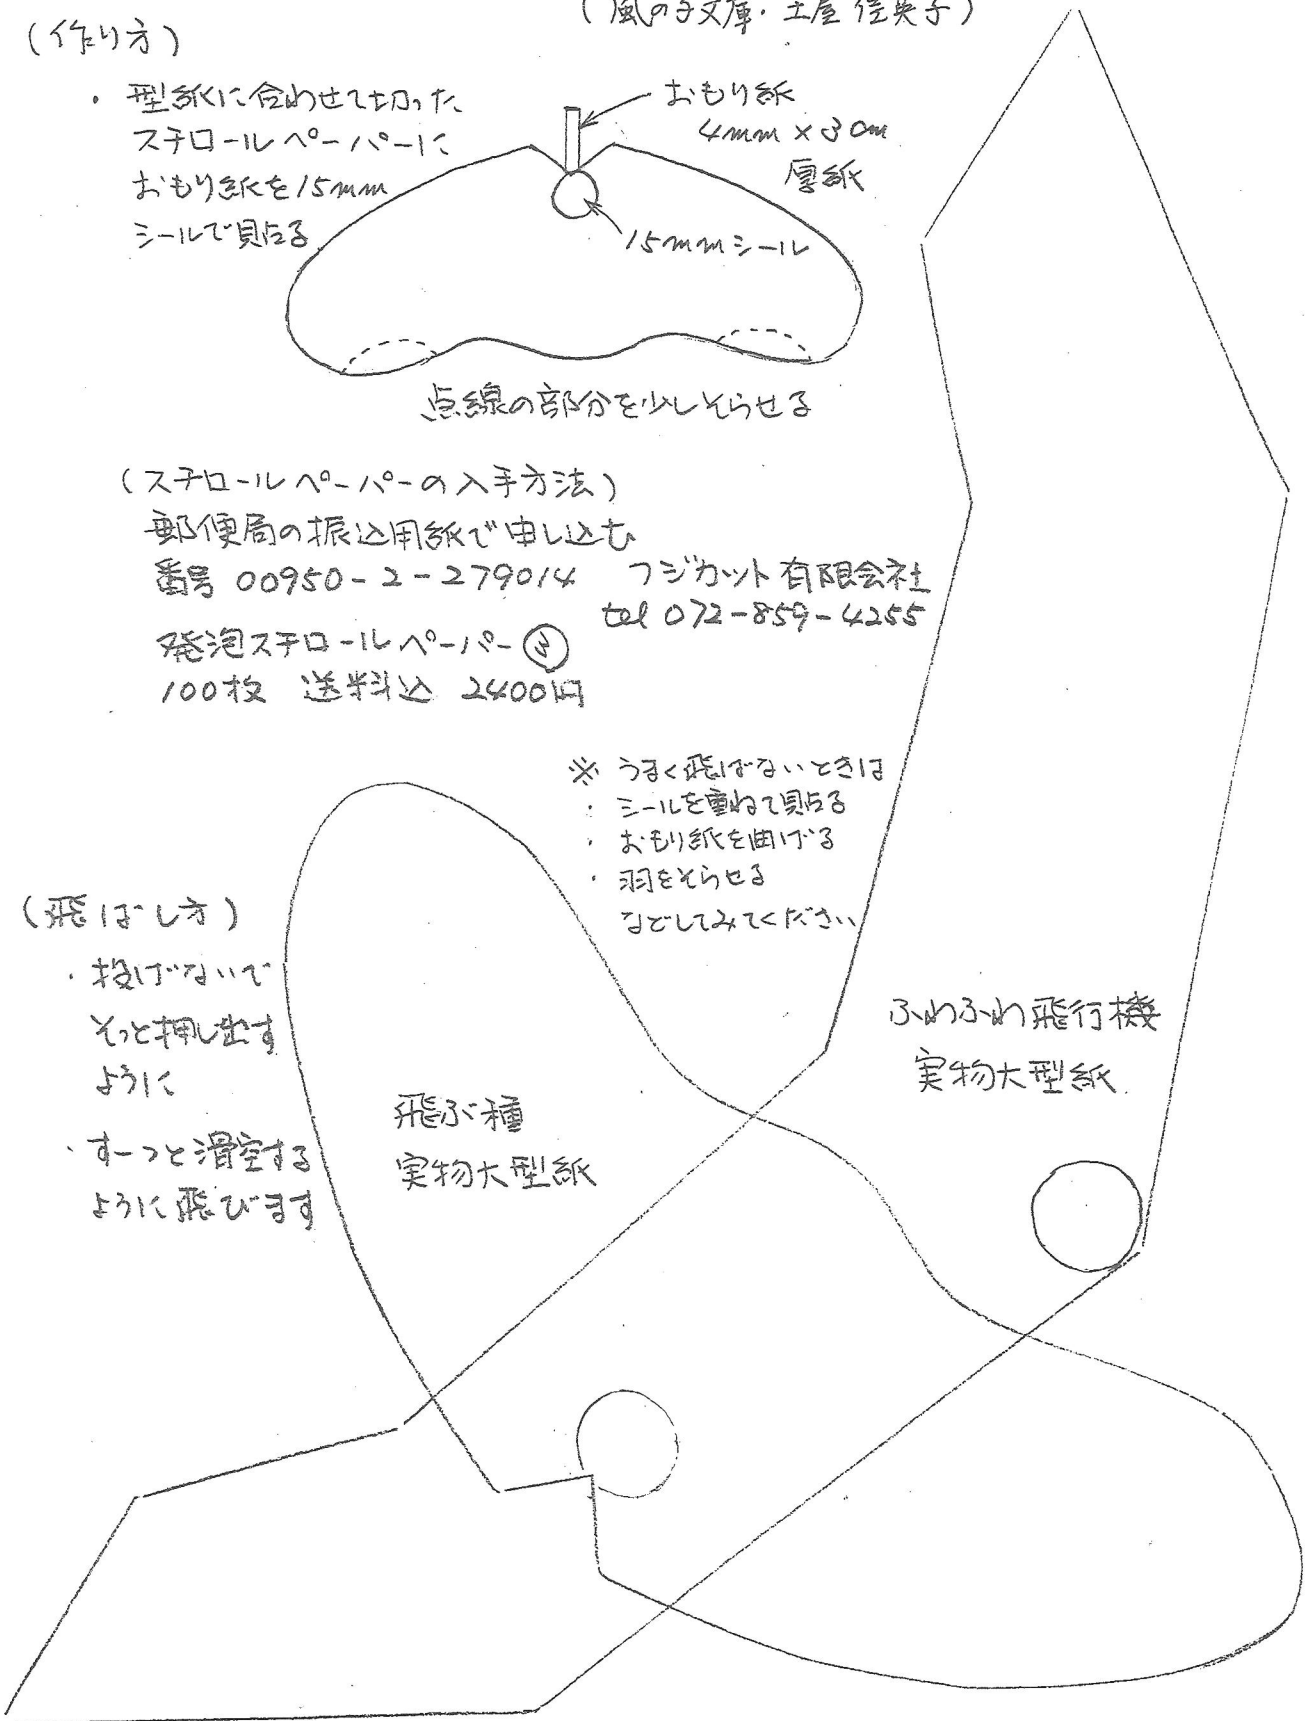 (風の子文庫・土屋佳英子)
(作り方)
・型紙に合わせて切った
スチロールペーパーに
おもり紙を15mm
シールで貼る
おもり紙
4mm×3cm
厚紙
15mmシール
点線の部分を少しそらせる
(スチロールペーパーの入手方法)
郵便局の振込用紙で申し込む
番号 00950-2-279014 フジカット有限会社
tel 072-859-4255
発泡スチロールペーパー③
100枚 送料込 2400円
※ うまく飛ばないときは
・シールを重ねて貼る
・おもり紙を曲げる
・羽をそらせる
などしてみてください
(飛ばし方)
・投げないで
そっと押し出す
ように
・すーっと滑空する
ように飛びます
飛ぶ種
実物大型紙
ふわふわ飛行機
実物大型紙